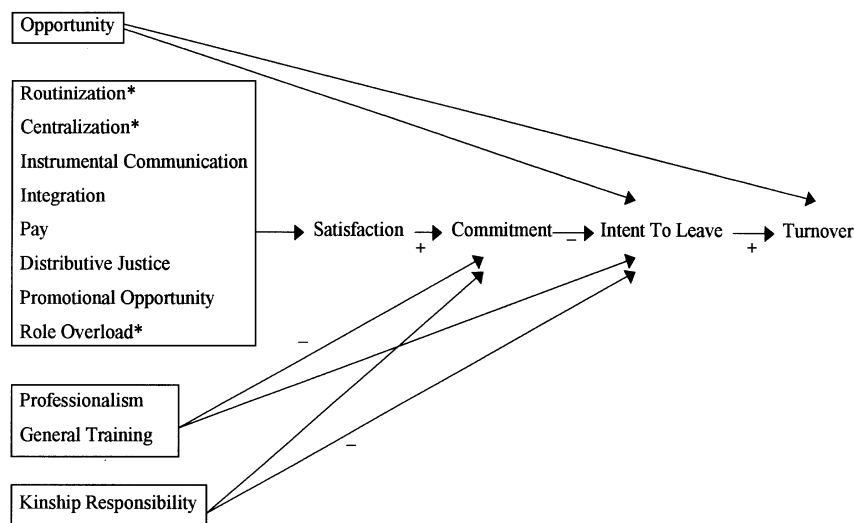 Opportunity
Routinization*
Centralization*
Instrumental Communication
Integration
Pay
Distributive Justice
Promotional Opportunity
Role Overload*
Satisfaction + Commitment – Intent To Leave + Turnover
–
Professionalism
General Training
–
Kinship Responsibility